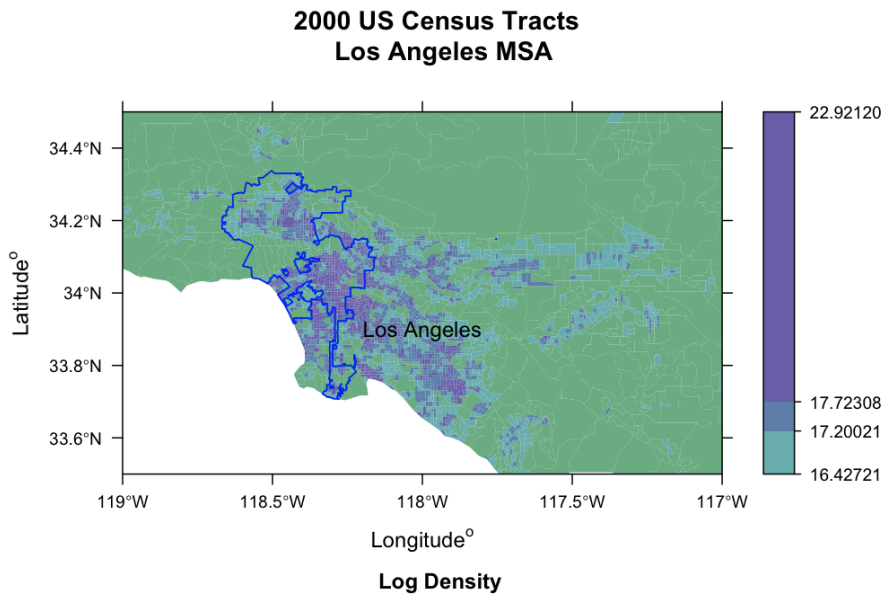 2000 US Census Tracts
Los Angeles MSA
22.92120
34.4°N
34.2°N
34°N
Latitude°
Los Angeles
33.8°N
17.72308
17.20021
33.6°N
16.42721
119°W
118.5°W
118°W
117.5°W
117°W
Longitude°
Log Density